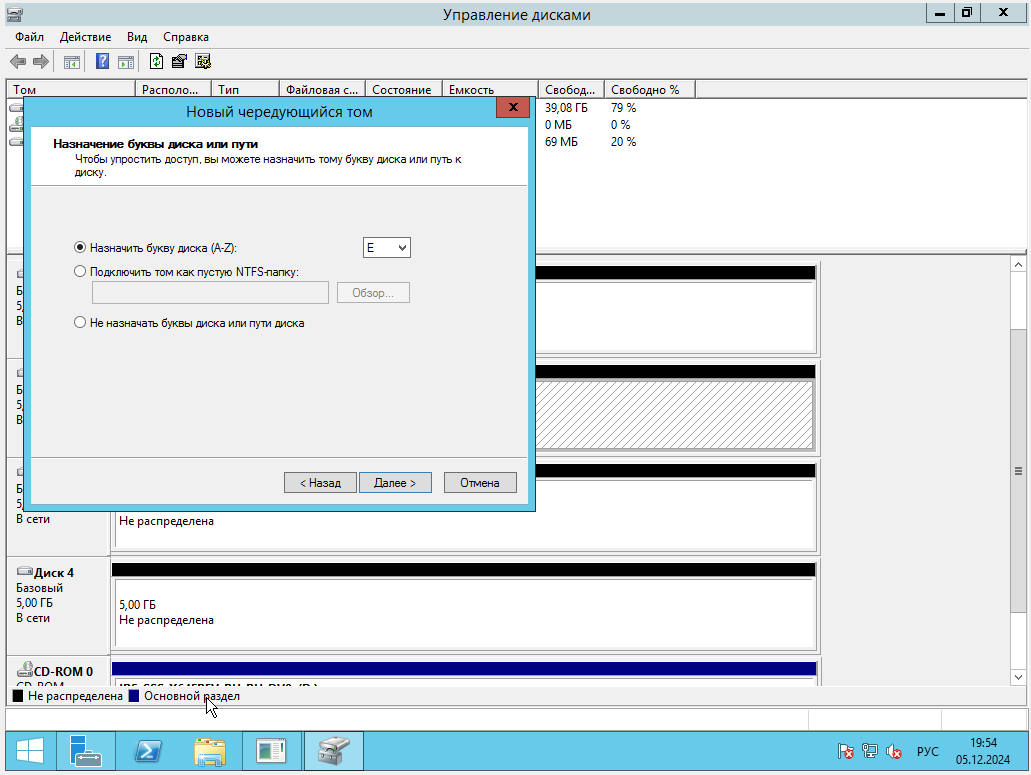 Управление дисками
Файл Действие Вид Справка
Том Располо... Тип Файловая с... Состояние Емкость Свобод... Свободно %
39,08 ГБ 79 %
0 МБ 0 %
69 МБ 20 %
Новый чередующийся том
Назначение буквы диска или пути
Чтобы упростить доступ, вы можете назначить тому букву диска или путь к
диску.
Назначить букву диска (A-Z): E
Подключить том как пустую NTFS-папку:
Обзор...
Не назначать буквы диска или пути диска
< Назад Далее > Отмена
В сети
Не распределена
Диск 4
Базовый
5,00 ГБ
В сети
5,00 ГБ
Не распределена
CD-ROM 0
Не распределена Основной раздел
РУС
19:54
05.12.2024